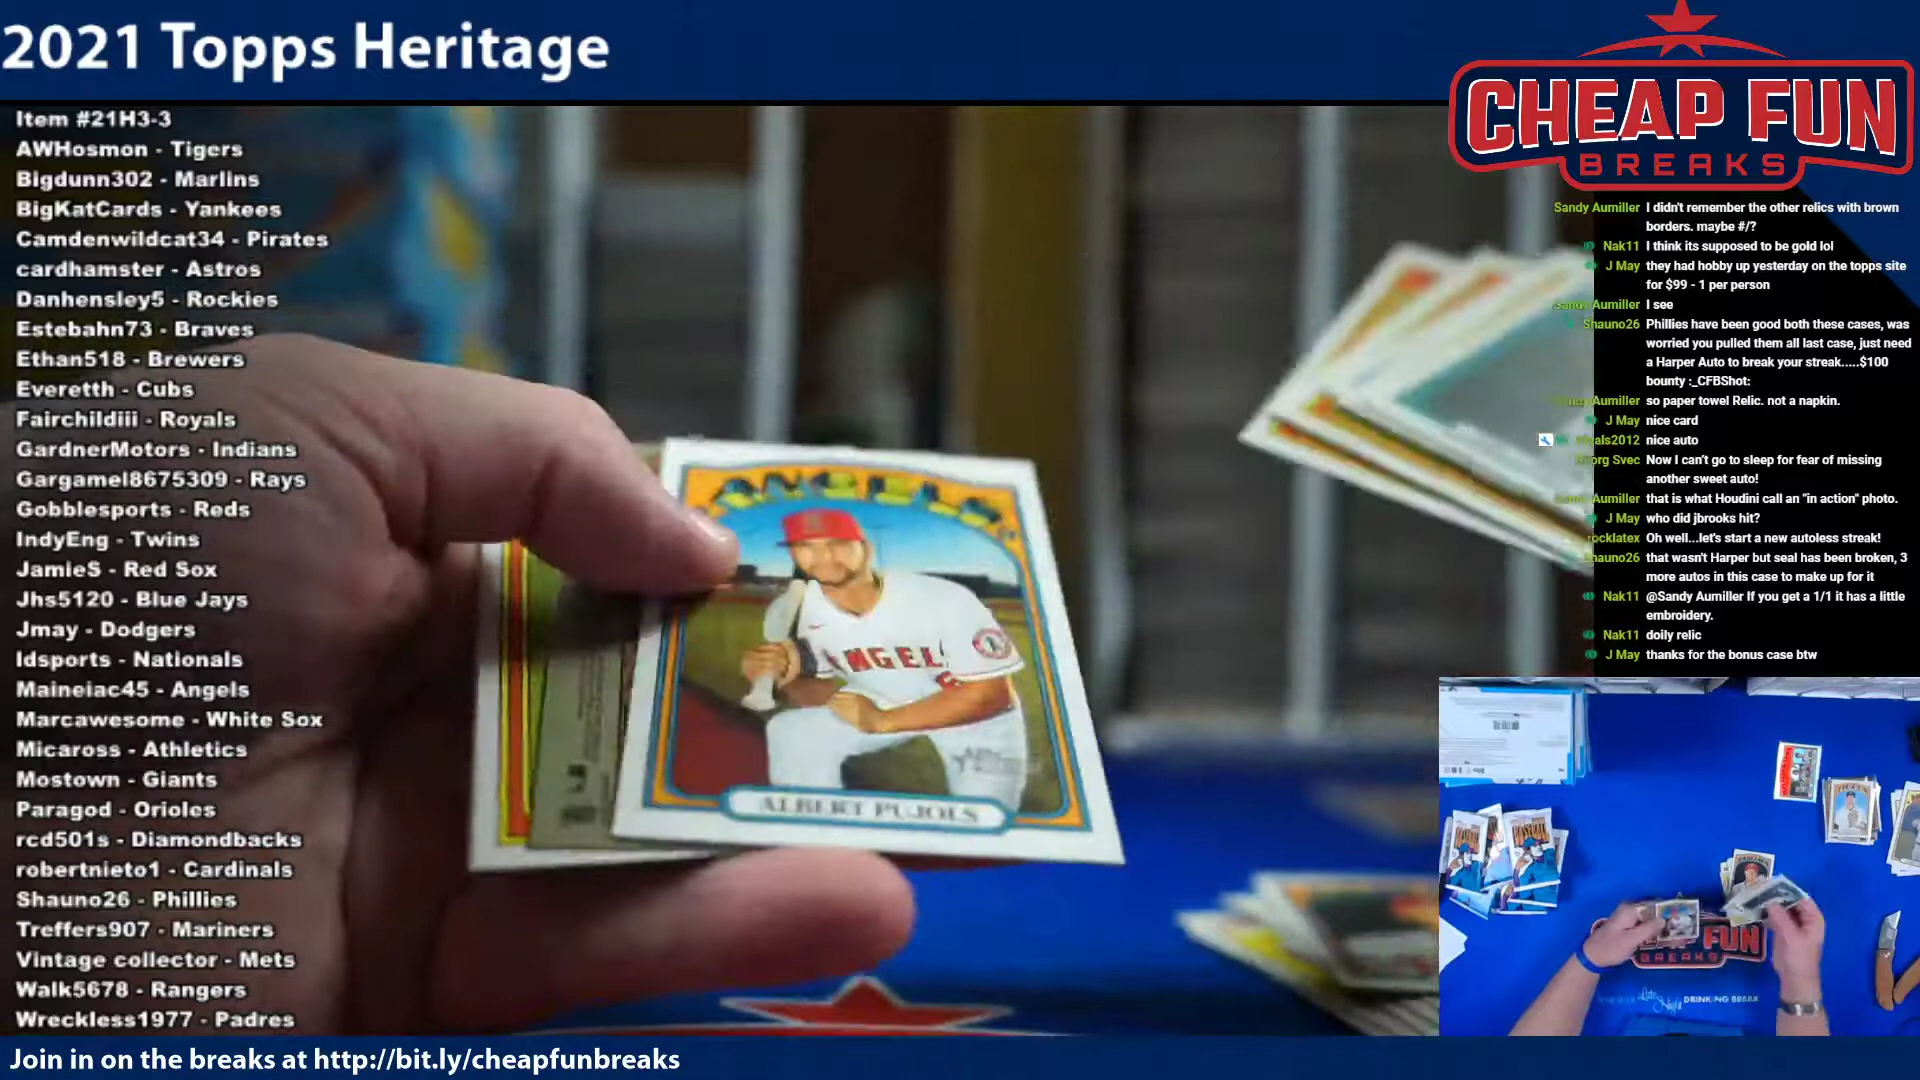 2021 Topps Heritage
CHEAP FUN
BREAKS
Item #21H3-3
AWHosmon - Tigers
Bigdunn302 - Marlins
BigKatCards - Yankees
Camdenwildcat34 - Pirates
cardhamster - Astros
Danhensley5 - Rockies
Estebahn73 - Braves
Ethan518 - Brewers
Everetth - Cubs
Fairchildiii - Royals
GardnerMotors - Indians
Gargamel8675309 - Rays
Gobblesports - Reds
IndyEng - Twins
JamieS - Red Sox
Jhs5120 - Blue Jays
Jmay - Dodgers
ldsports - Nationals
Maineiac45 - Angels
Marcawesome - White Sox
Micaross - Athletics
Mostown - Giants
Paragod - Orioles
rcd501s - Diamondbacks
robertnieto1 - Cardinals
Shauno26 - Phillies
Treffers907 - Mariners
Vintage collector - Mets
Walk5678 - Rangers
Wreckless1977 - Padres
ANGELS
ANGEL
ALBERT PUJOLS
Sandy Aumiller I didn't remember the other relics with brown
borders. maybe #/?
Nak11 I think its supposed to be gold lol
J May they had hobby up yesterday on the topps site
for $99 - 1 per person
Sandy Aumiller I see
Shauno26 Phillies have been good both these cases, was
worried you pulled them all last case, just need
a Harper Auto to break your streak.....$100
bounty :_CFBShot:
Aumiller so paper towel Relic. not a napkin.
J May nice card
nice auto
Svec Now I can't go to sleep for fear of missing
another sweet auto!
Aumiller that is what Houdini call an "in action" photo.
J May who did jbrooks hit?
rocklatex Oh well...let's start a new autoless streak!
Shauno26 that wasn't Harper but seal has been broken, 3
more autos in this case to make up for it
Nak11 @Sandy Aumiller If you get a 1/1 it has a little
embroidery.
Nak11 doily relic
J May thanks for the bonus case btw
FUN
BREAKS
DRINKING BREAK
Join in on the breaks at http://bit.ly/cheapfunbreaks